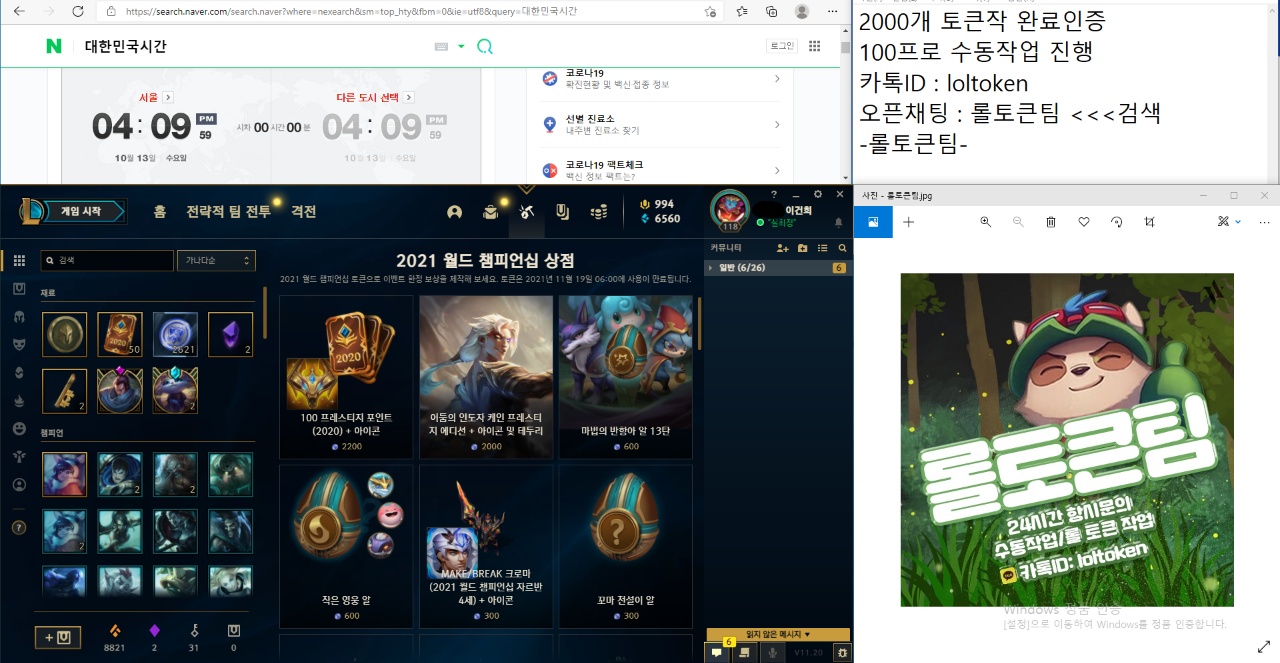 https://search.naver.com/search.naver?where=nexearch&sm=top_hty&fbm=0&ie=utf8&query=대한민국시간
N 대한민국시간
로그인
서울
다른 도시 선택
04:09 PM 59
시차 00 시간 00 분
04:09 PM 59
10월 13일 수요일
10월 13일 수요일
코로나19
확진현황 및 백신·접종 정보
선별 진료소
내주변 진료소 찾기
코로나19 팩트체크
백신 정보 팩트는?
2000개 토큰작 완료인증
100프로 수동작업 진행
카톡ID : loltoken
오픈채팅 : 롤토큰팀 <<<검색
-롤토큰팀-
게임 시작
홈
전략적 팀 전투
격전
994
6560
118
이건희
검색
가나다순
재료
50
2621
2
2
2
챔피언
2
2
2
8821
2
31
0
2021 월드 챔피언십 상점
2021 월드 챔피언십 토큰으로 이벤트 한정 보상을 제작해 보세요. 토큰은 2021년 11월 19일 06:00에 사용이 만료됩니다.
2020
100 프레스티지 포인트
(2020) + 아이콘
2200
어둠의 인도자 케인 프레스티
지 에디션 + 아이콘 및 테두리
2000
마법의 반향아 알 13탄
600
작은 영웅 알
600
MAKE/BREAK 크로마
(2021 월드 챔피언십 자르반
4세) + 아이콘
300
?
꼬마 전설이 알
300
커뮤니티
일반 (6/26)
6
읽지 않은 메시지
6
V11.20
사진 - 롤토큰팀.jpg
롤토큰팀
24시간 항시문의
수동작업/롤 토큰 작업
카톡ID: loltoken
Windows 정품 인증
[설정]으로 이동하여 Windows를 정품 인증합니다.